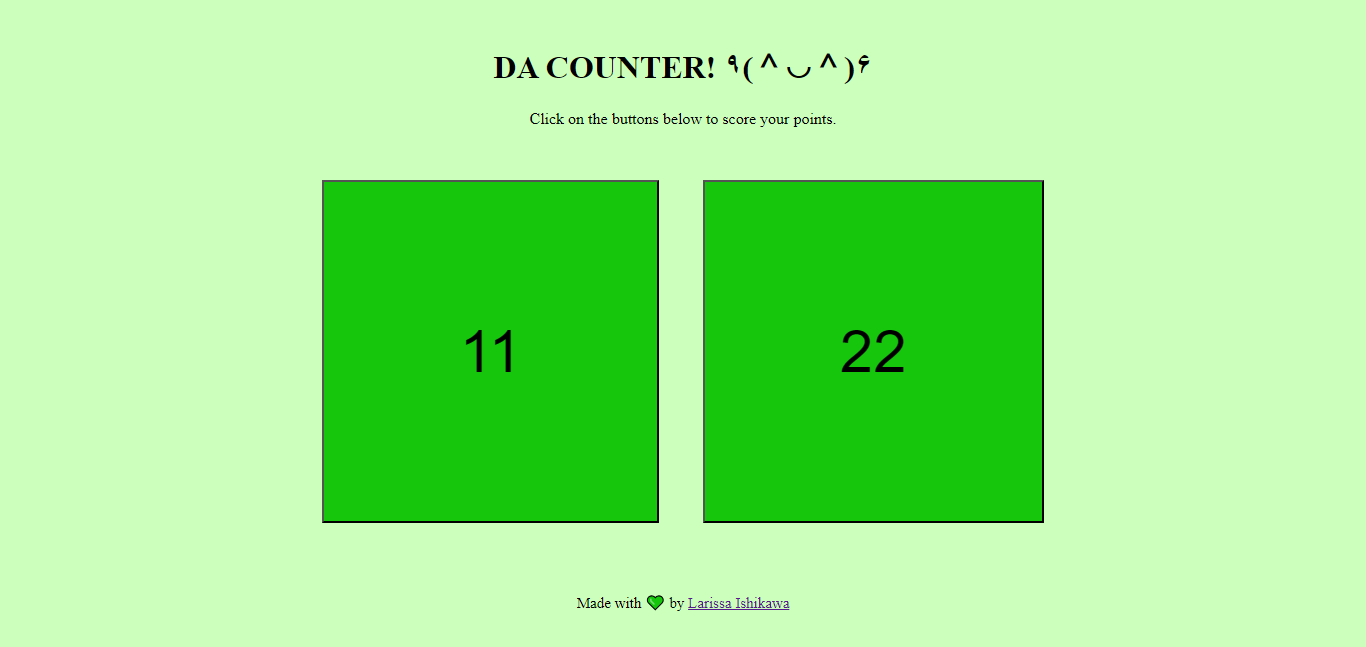 DA COUNTER! ٩(＾◡＾)۶
Click on the buttons below to score your points.
11
22
Made with 💚 by Larissa Ishikawa